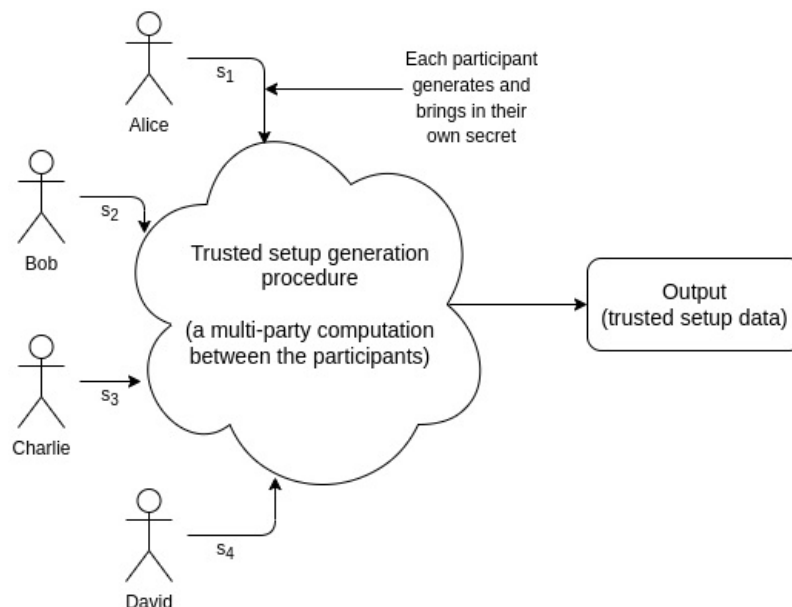 Alice
s1
Each participant
generates and
brings in their
own secret
Bob
s2
Trusted setup generation
procedure
(a multi-party computation
between the participants)
Output
(trusted setup data)
Charlie
s3
David
s4